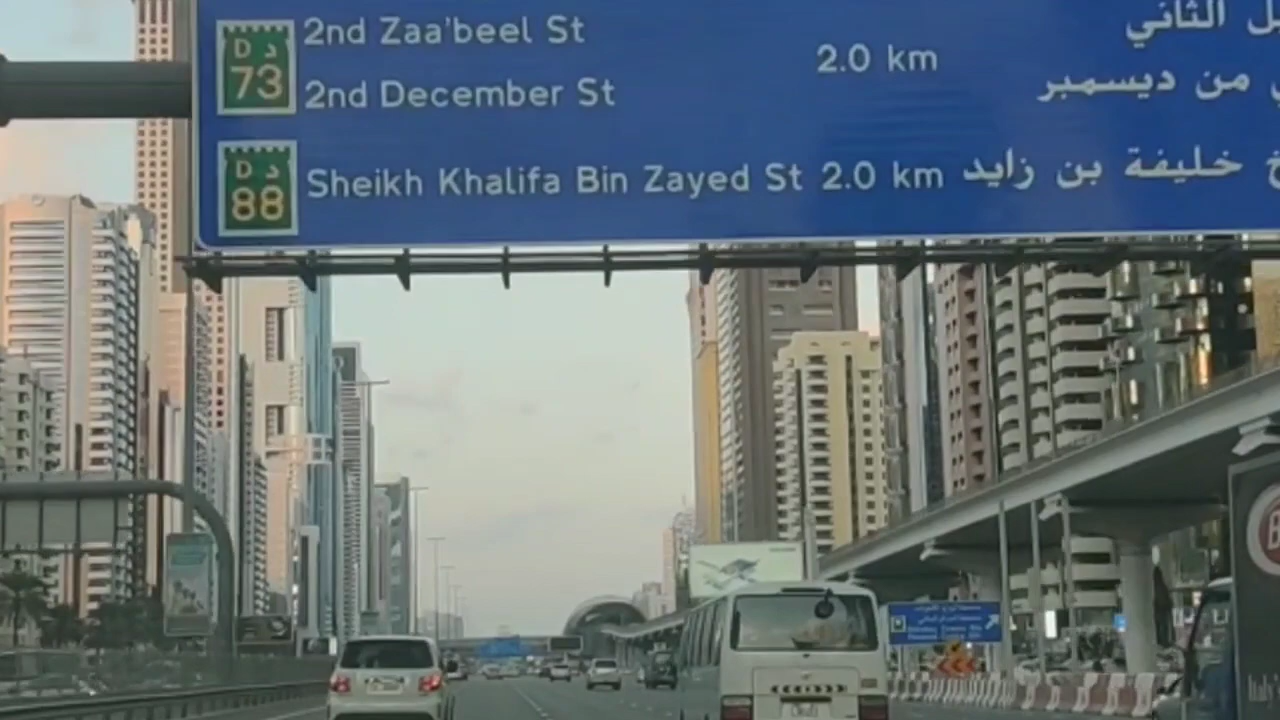 D د
73
2nd Zaa'beel St
2nd December St
2.0 km
الثاني
من ديسمبر
D د
88
Sheikh Khalifa Bin Zayed St 2.0 km
خليفة بن زايد